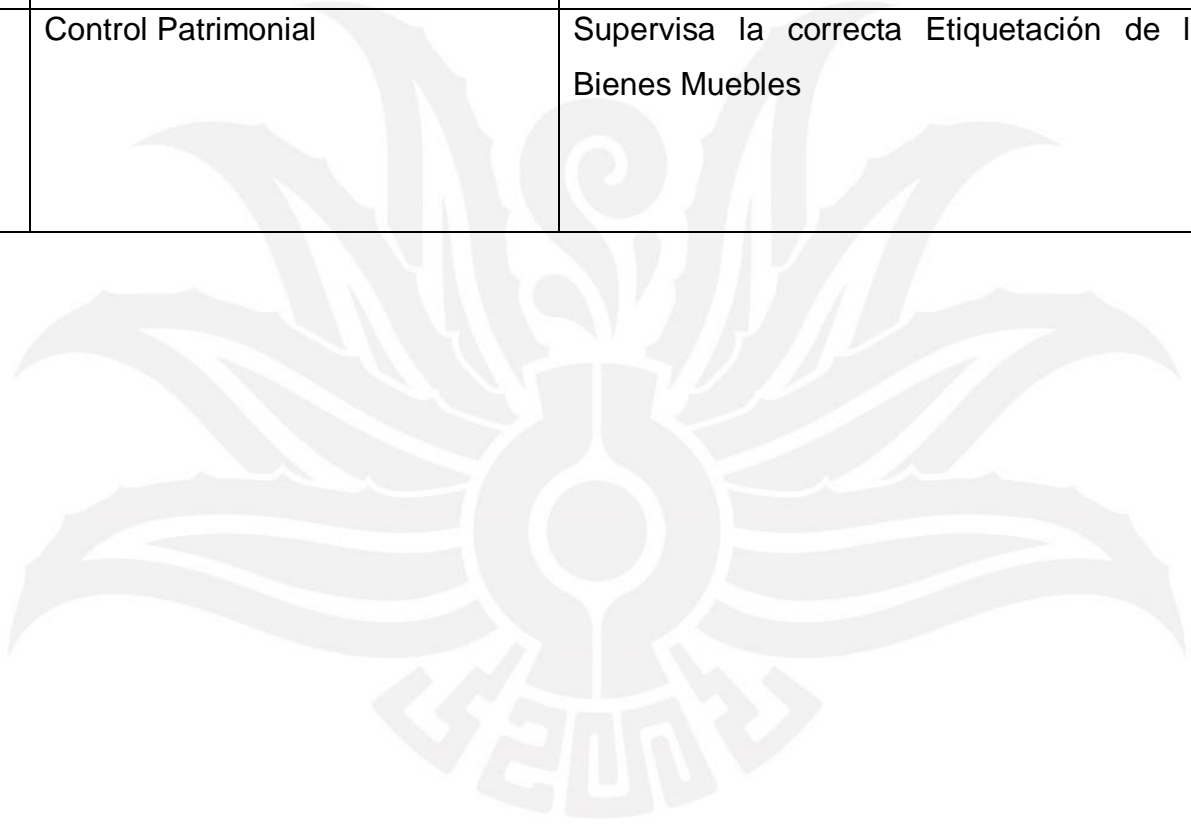 Control Patrimonial
Supervisa la correcta Etiquetación de
Bienes Muebles